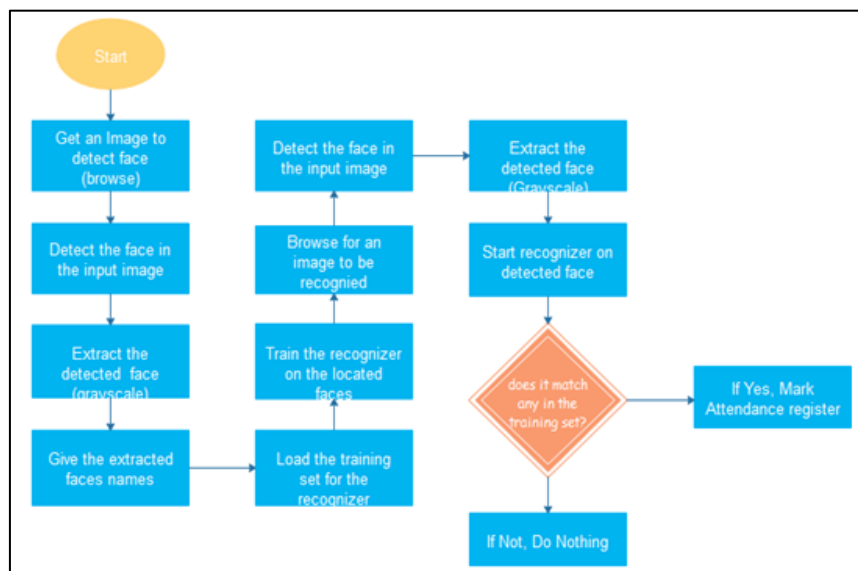 Start
Get an Image to
detect face
(browse)
Detect the face in
the input image
Extract the
detected face
(grayscale)
Give the extracted
faces names
Load the training
set for the
recognizer
Train the recognizer
on the located
faces
Browse for an
image to be
recognied
Detect the face in
the input image
Extract the
detected face
(Grayscale)
Start recognizer on
detected face
does it match
any in the
training set?
If Yes, Mark
Attendance register
If Not, Do Nothing